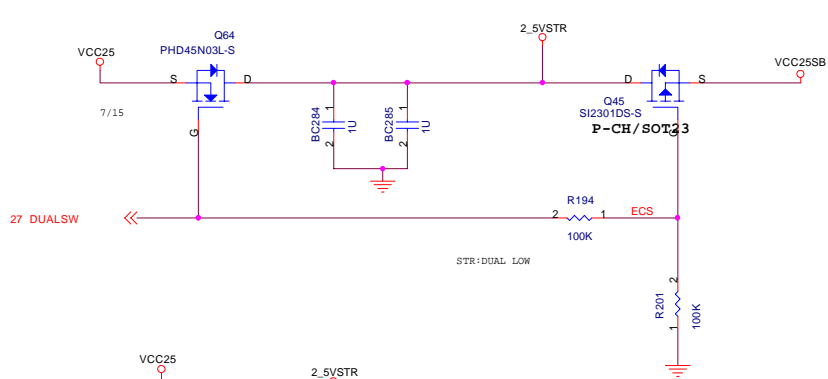 2_5VSTR
Q64
VCC25
PHD45N03L-S
VCC25SB
S
D
D
S
7/15
Q45
SI2301DS-S
P-CH/SOT23
G
G
BC284
1
2
1U
BC285
1
2
1U
27 DUALSW
R194
2
1
ECS
100K
STR:DUAL LOW
R201
2
1
100K
VCC25
2_5VSTR